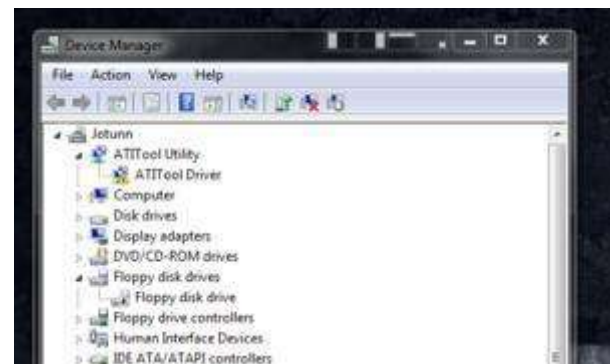 Device Manager
File Action View Help
Jotunn
ATITool Utility
ATITool Driver
Computer
Disk drives
Display adapters
DVD/CD-ROM drives
Floppy disk drives
Floppy disk drive
Floppy drive controllers
Human Interface Devices
IDE ATA/ATAPI controllers